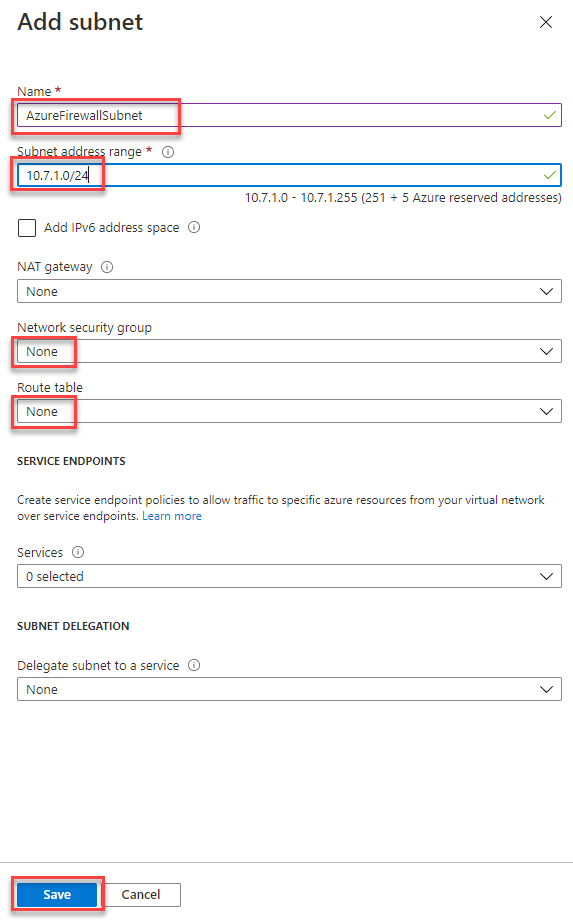 Add subnet
Name *
AzureFirewallSubnet
Subnet address range *
10.7.1.0/24
10.7.1.0 - 10.7.1.255 (251 + 5 Azure reserved addresses)
Add IPv6 address space
NAT gateway
None
Network security group
None
Route table
None
SERVICE ENDPOINTS
Create service endpoint policies to allow traffic to specific azure resources from your virtual network
over service endpoints. Learn more
Services
0 selected
SUBNET DELEGATION
Delegate subnet to a service
None
Save Cancel